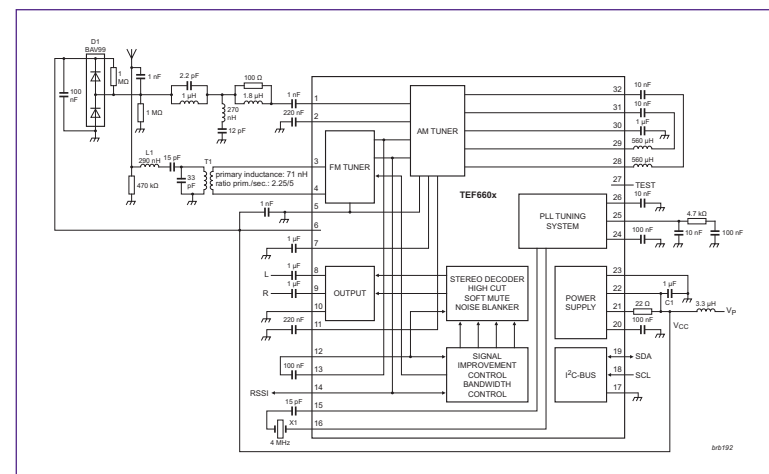 D1
BAV99
100
nF
1
MΩ
1 nF
1 MΩ
2.2 pF
1 µH
270
nH
12 pF
100 Ω
1.8 µH
1 nF
220 nF
L1
290 nH
15 pF
33
pF
T1
primary inductance: 71 nH
ratio prim./sec.: 2.25/5
470 kΩ
1 nF
1 µF
L
1 µF
R
1 µF
220 nF
100 nF
RSSI
15 pF
X1
4 MHz
1
2
3
4
5
6
7
8
9
10
11
12
13
14
15
16
FM TUNER
AM TUNER
TEF660x
PLL TUNING
SYSTEM
OUTPUT
STEREO DECODER
HIGH CUT
SOFT MUTE
NOISE BLANKER
SIGNAL
IMPROVEMENT
CONTROL
BANDWIDTH
CONTROL
POWER
SUPPLY
I²C-BUS
32
31
30
29
28
27
26
25
24
23
22
21
20
19
18
17
10 nF
10 nF
1 µF
560 µH
560 µH
TEST
10 nF
4.7 kΩ
10 nF
100 nF
100 nF
1 µF
C1
22 Ω
3.3 µH
VP
VCC
100 nF
SDA
SCL
brb192